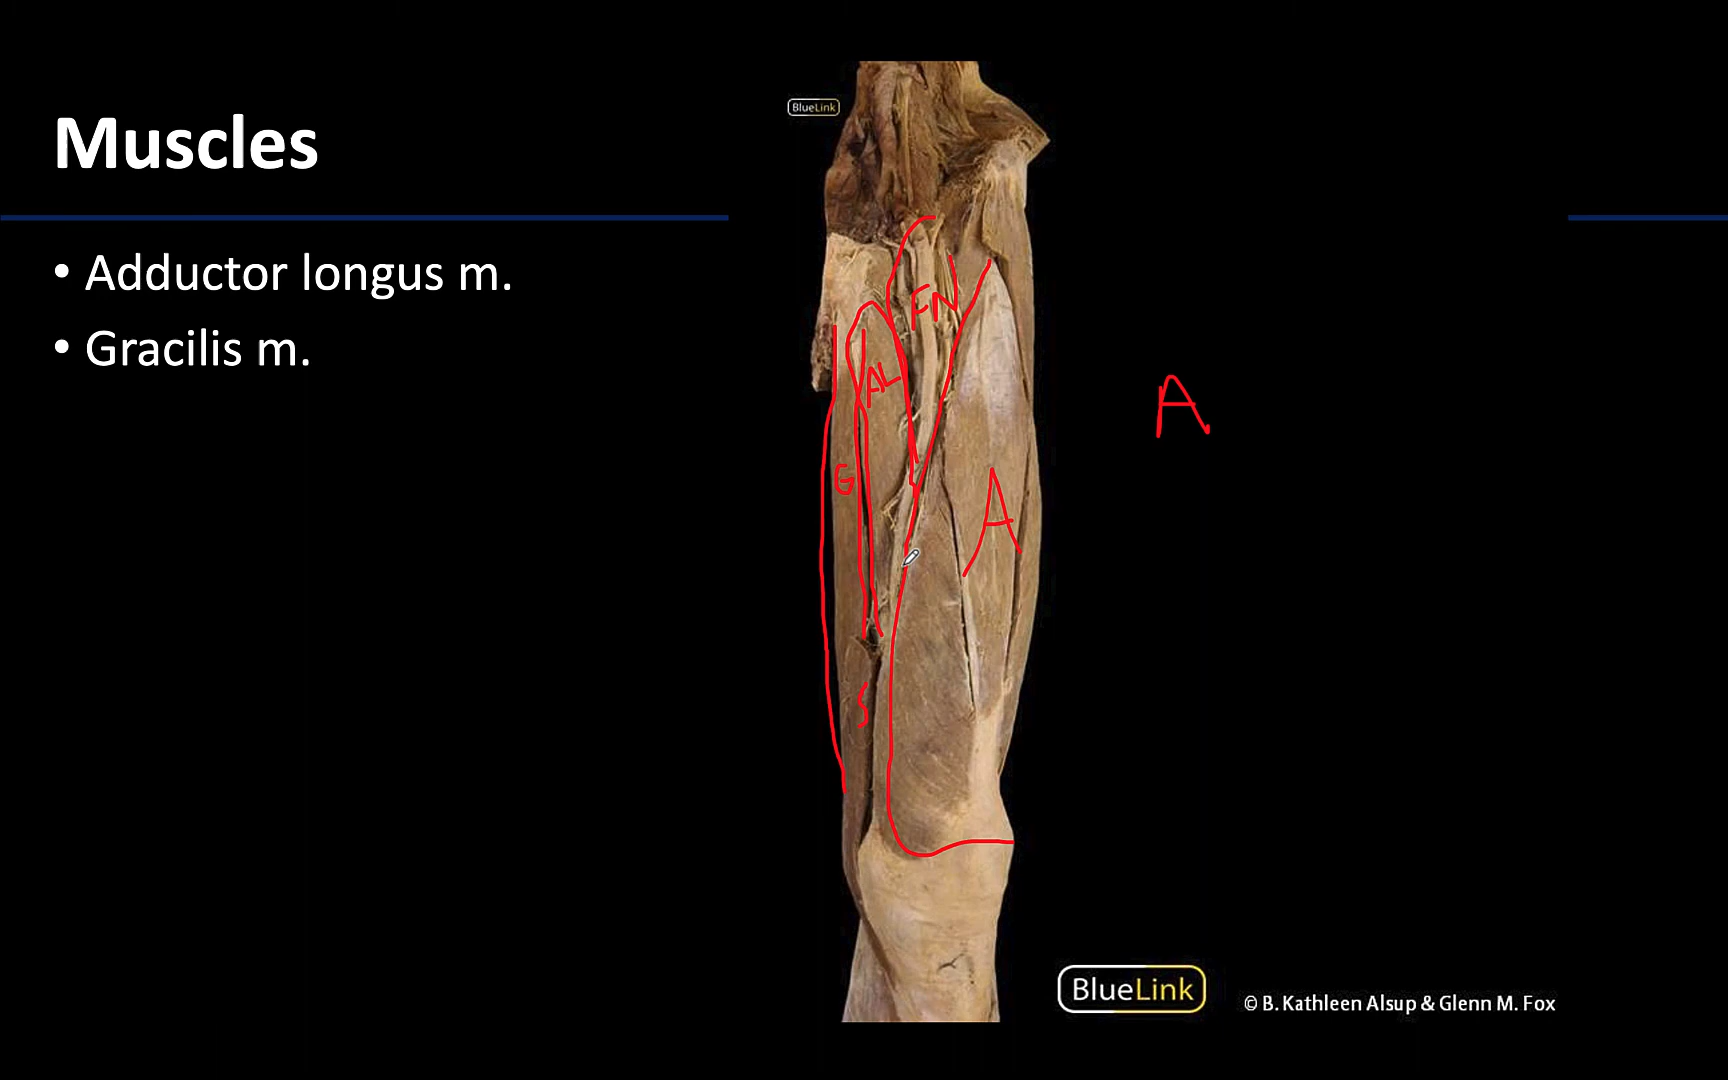 BlueLink
Muscles
• Adductor longus m.
• Gracilis m.
FN
AL
A
G
A
S
BlueLink
© B. Kathleen Alsup & Glenn M. Fox